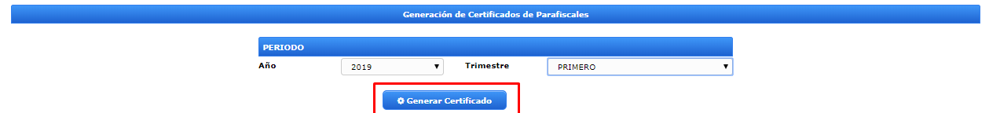 Generación de Certificados de Parafiscales
PERIODO
Año 2019 Trimestre PRIMERO
Generar Certificado